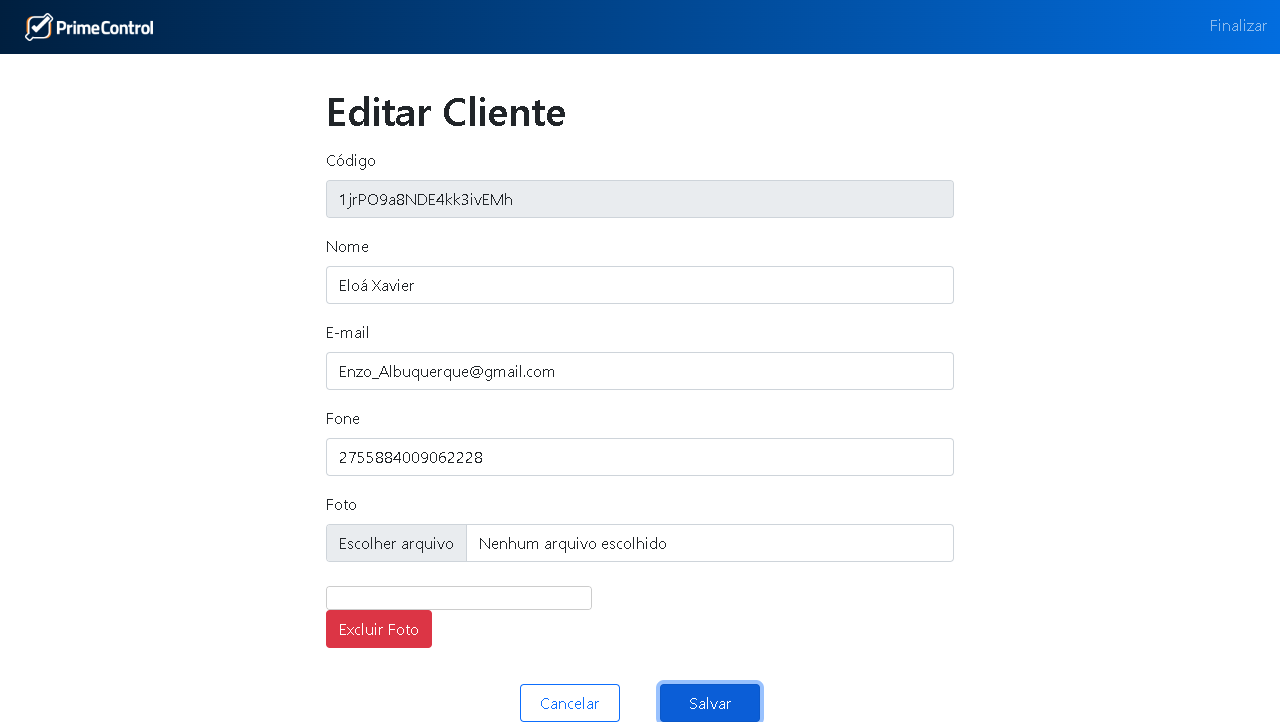 PrimeControl
Finalizar
Editar Cliente
Código
1jrPO9a8NDE4kk3ivEMh
Nome
Eloá Xavier
E-mail
Enzo_Albuquerque@gmail.com
Fone
2755884009062228
Foto
Escolher arquivo Nenhum arquivo escolhido
Excluir Foto
Cancelar Salvar